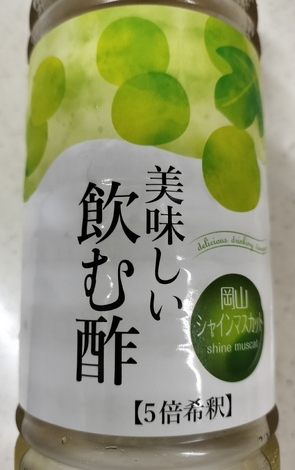 美味しい
飲む酢
delicious drinking
岡山
シャインマスカット
shine muscat
【5倍希釈】